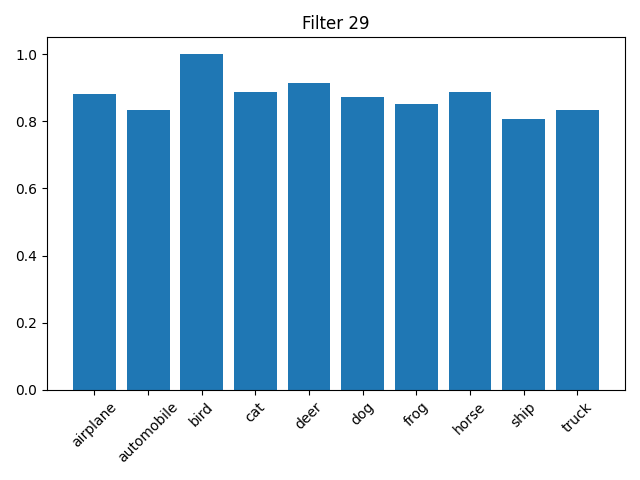 Filter 29
1.0
0.8
0.6
0.4
0.2
0.0
airplane
automobile
bird
cat
deer
dog
frog
horse
ship
truck